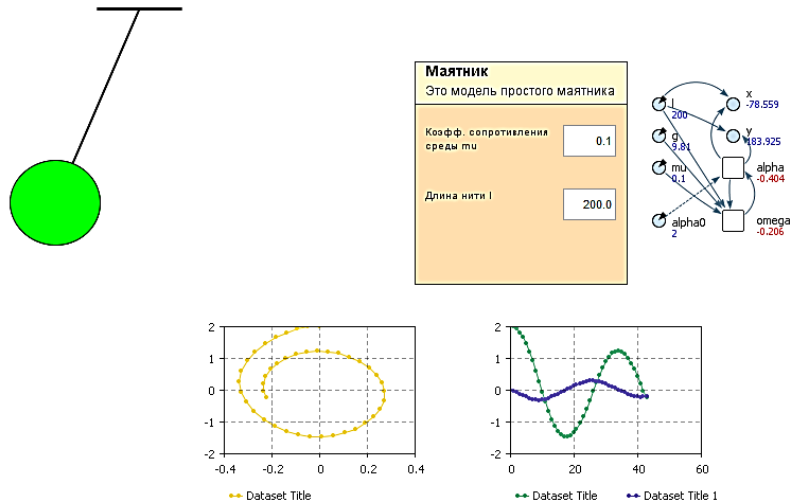 Маятник
Это модель простого маятника
Коэфф. сопротивления
среды mu
0.1
Длина нити l
200.0
l
200
x
-78.559
g
9.81
y
183.925
mu
0.1
alpha
-0.404
alpha0
2
omega
-0.206
2
1
0
-1
-2
-0.4
-0.2
0
0.2
0.4
Dataset Title
2
1
0
-1
-2
0
20
40
60
Dataset Title
Dataset Title 1